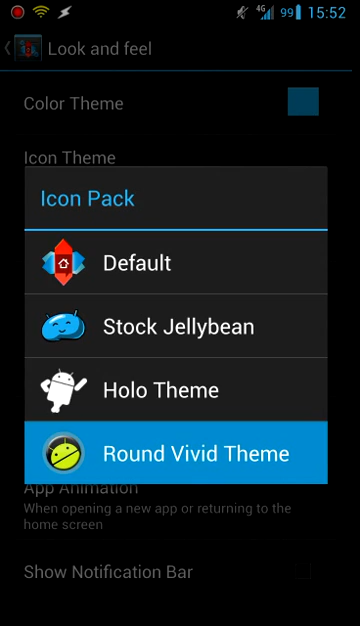 4G 99 15:52
Look and feel
Color Theme
Icon Theme
Icon Pack
Default
Stock Jellybean
Holo Theme
Round Vivid Theme
App Animation
When opening a new app or returning to the
home screen
Show Notification Bar